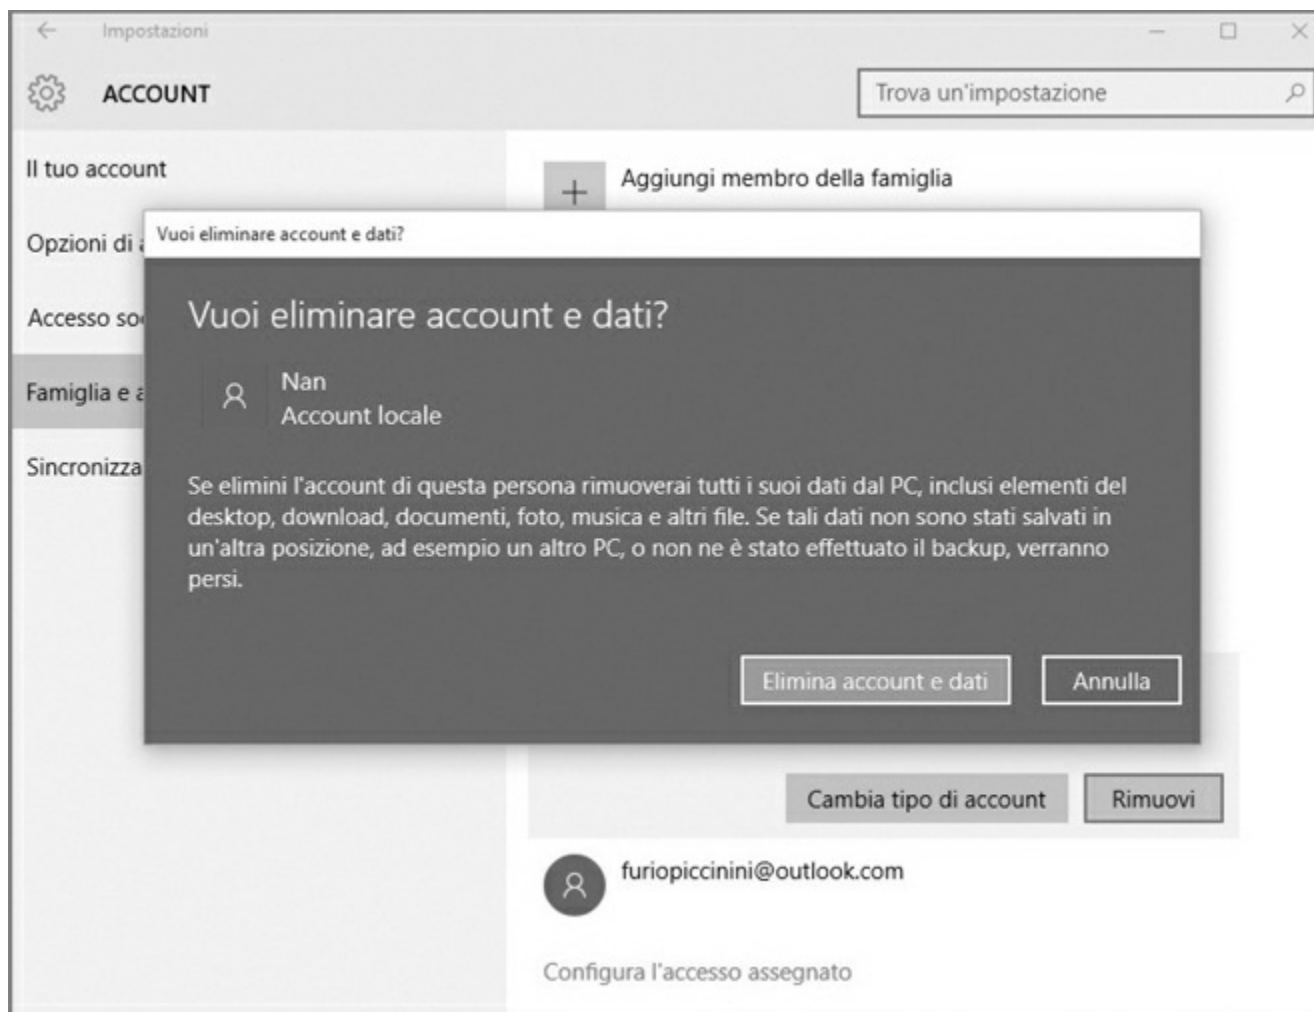 Impostazioni
ACCOUNT
Trova un'impostazione
Il tuo account
Aggiungi membro della famiglia
Opzioni di
Vuoi eliminare account e dati?
Vuoi eliminare account e dati?
Accesso so
Nan
Account locale
Famiglia e a
Sincronizza
Se elimini l'account di questa persona rimuoverai tutti i suoi dati dal PC, inclusi elementi del
desktop, download, documenti, foto, musica e altri file. Se tali dati non sono stati salvati in
un'altra posizione, ad esempio un altro PC, o non ne è stato effettuato il backup, verranno
persi.
Elimina account e dati
Annulla
Cambia tipo di account
Rimuovi
furiopiccinini@outlook.com
Configura l'accesso assegnato